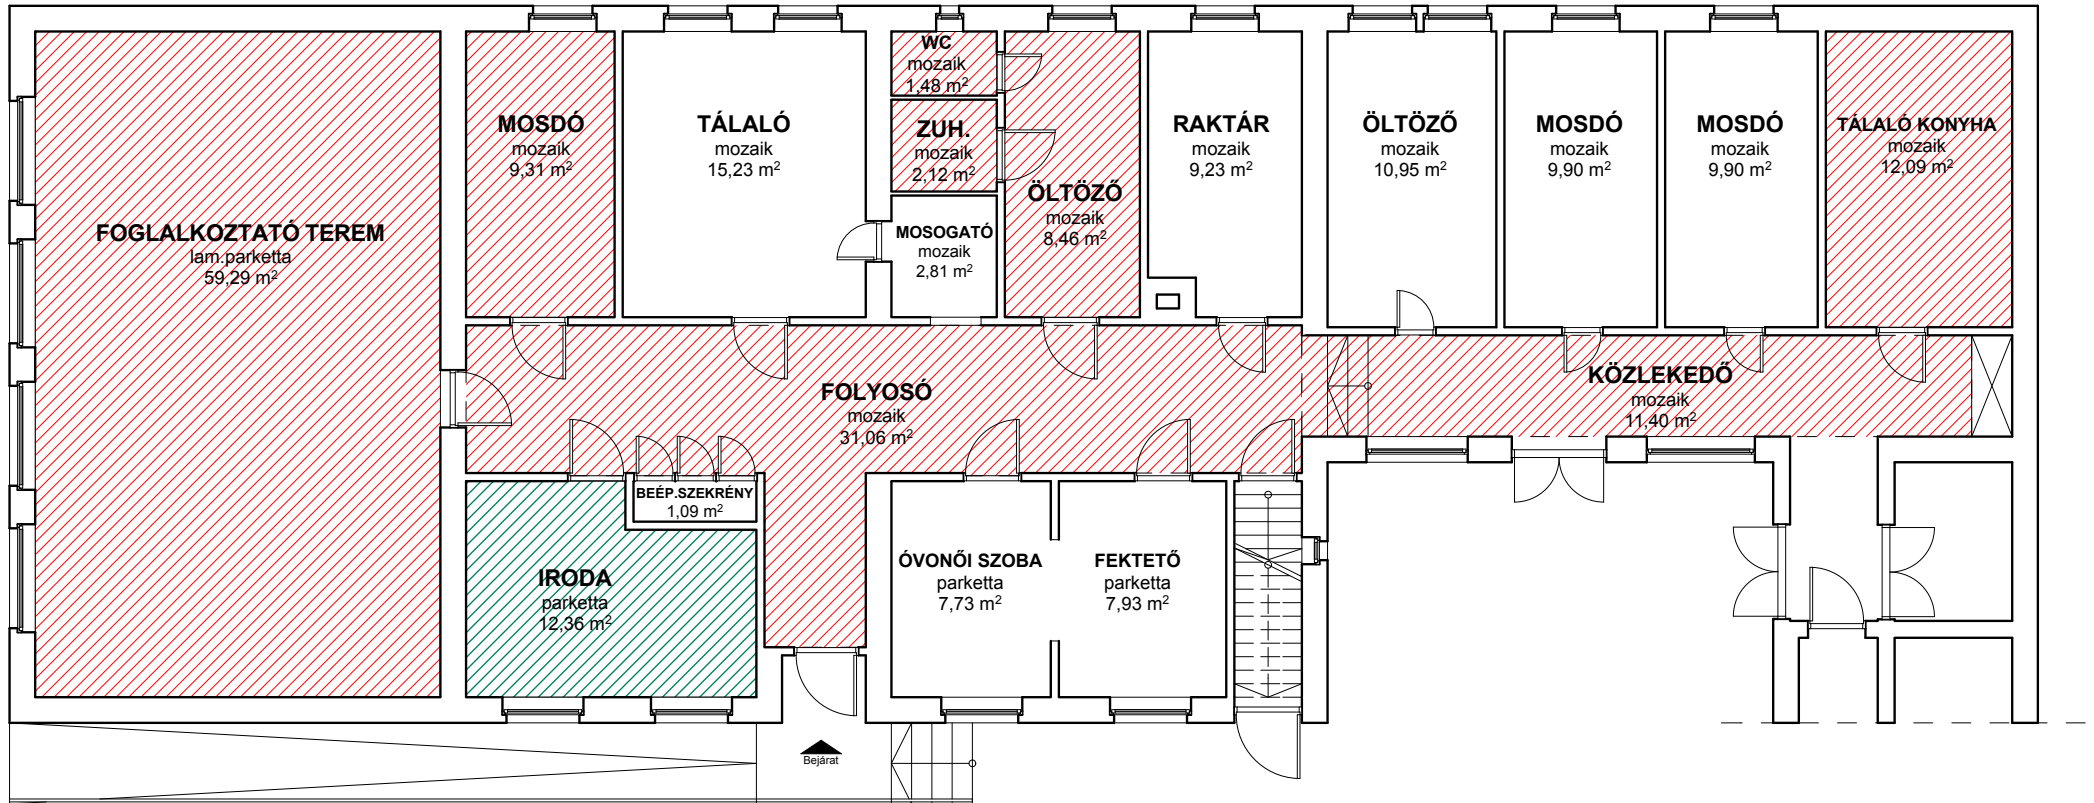 WC
mozaik
1,48 m²
MOSDÓ
mozaik
9,31 m²
TÁLALÓ
mozaik
15,23 m²
ZUH.
mozaik
2,12 m²
RAKTÁR
mozaik
9,23 m²
ÖLTÖZŐ
mozaik
10,95 m²
MOSDÓ
mozaik
9,90 m²
MOSDÓ
mozaik
9,90 m²
TÁLALÓ KONYHA
mozaik
12,09 m²
ÖLTÖZŐ
mozaik
8,46 m²
FOGLALKOZTATÓ TEREM
lam.parketta
59,29 m²
MOSOGATÓ
mozaik
2,81 m²
FOLYOSÓ
mozaik
31,06 m²
KÖZLEKEDŐ
mozaik
11,40 m²
BEÉP.SZEKRÉNY
1,09 m²
IRODA
parketta
12,36 m²
ÓVONŐI SZOBA
parketta
7,73 m²
FEKTETŐ
parketta
7,93 m²
Bejárat